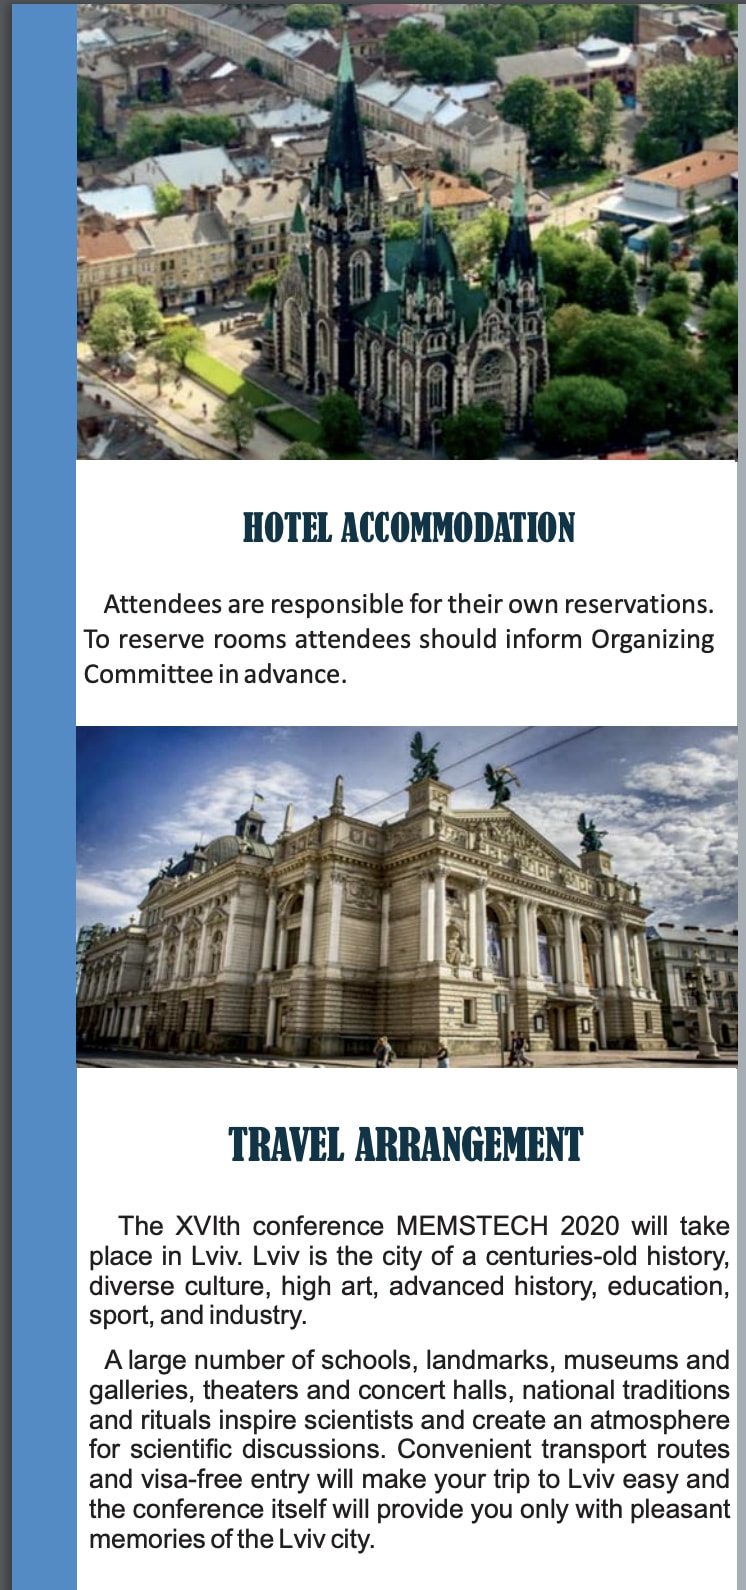 HOTEL ACCOMMODATION
Attendees are responsible for their own reservations.
To reserve rooms attendees should inform Organizing
Committee in advance.
TRAVEL ARRANGEMENT
The XVIth conference MEMSTECH 2020 will take
place in Lviv. Lviv is the city of a centuries-old history,
diverse culture, high art, advanced history, education,
sport, and industry.
A large number of schools, landmarks, museums and
galleries, theaters and concert halls, national traditions
and rituals inspire scientists and create an atmosphere
for scientific discussions. Convenient transport routes
and visa-free entry will make your trip to Lviv easy and
the conference itself will provide you only with pleasant
memories of the Lviv city.